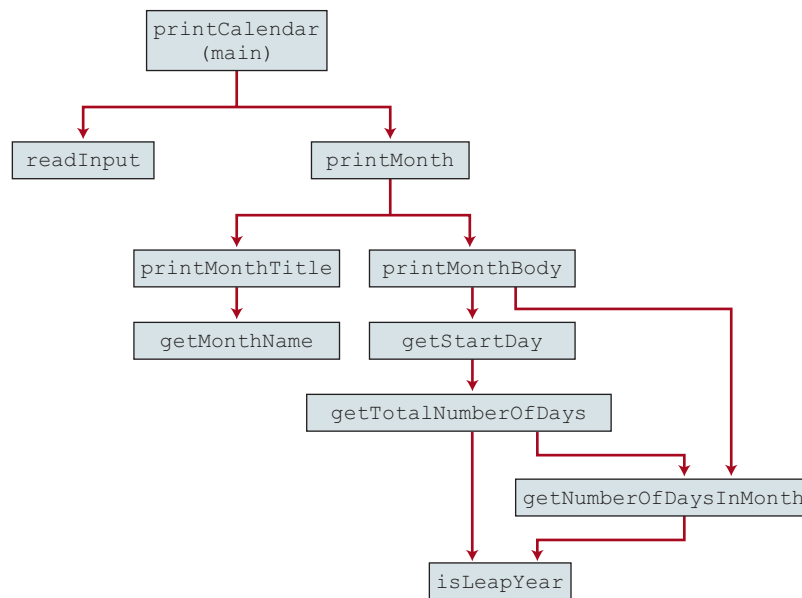 printCalendar
(main)
readInput
printMonth
printMonthTitle
printMonthBody
getMonthName
getStartDay
getTotalNumberOfDays
getNumberOfDaysInMonth
isLeapYear